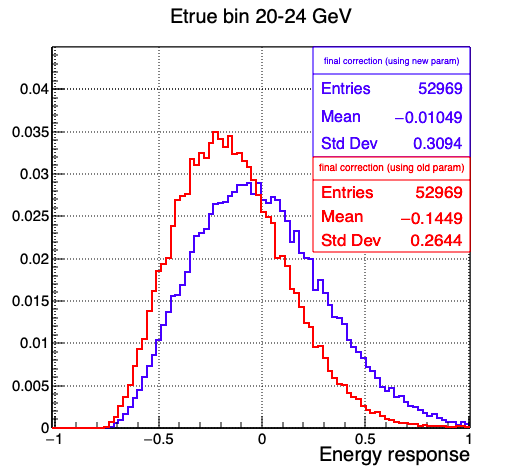 Etrue bin 20-24 GeV
final correction (using new param)
Entries 52969
Mean −0.01049
Std Dev 0.3094
final correction (using old param)
Entries 52969
Mean −0.1449
Std Dev 0.2644
0.04
0.035
0.03
0.025
0.02
0.015
0.01
0.005
0
−1 −0.5 0 0.5 1
Energy response